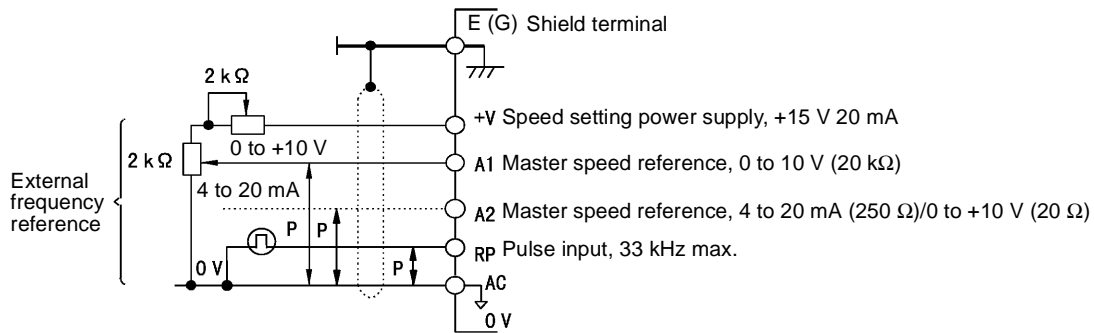 E (G) Shield terminal
2 kΩ
+V Speed setting power supply, +15 V 20 mA
0 to +10 V
2 kΩ
A1 Master speed reference, 0 to 10 V (20 kΩ)
External
frequency
reference
4 to 20 mA
A2 Master speed reference, 4 to 20 mA (250 Ω)/0 to +10 V (20 Ω)
P P
RP Pulse input, 33 kHz max.
0 V
P
AC
0 V